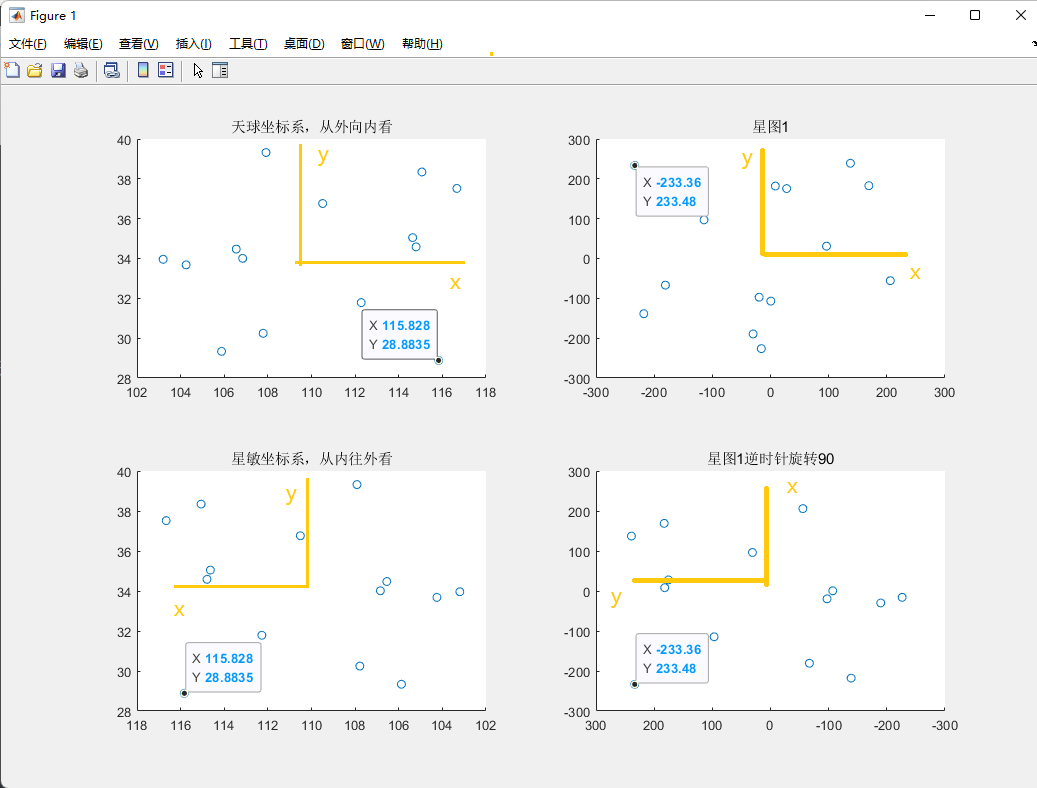 Figure 1
文件(F) 编辑(E) 查看(V) 插入(I) 工具(T) 桌面(D) 窗口(W) 帮助(H)
天球坐标系，从外向内看
40
38
36
34
32
30
28
102 104 106 108 110 112 114 116 118
y
x
X 115.828
Y 28.8835
星图1
300
200
100
0
-100
-200
-300
-300 -200 -100 0 100 200 300
y
x
X -233.36
Y 233.48
星敏坐标系，从内往外看
40
38
36
34
32
30
28
118 116 114 112 110 108 106 104 102
y
x
X 115.828
Y 28.8835
星图1逆时针旋转90
300
200
100
0
-100
-200
-300
300 200 100 0 -100 -200 -300
x
y
X -233.36
Y 233.48